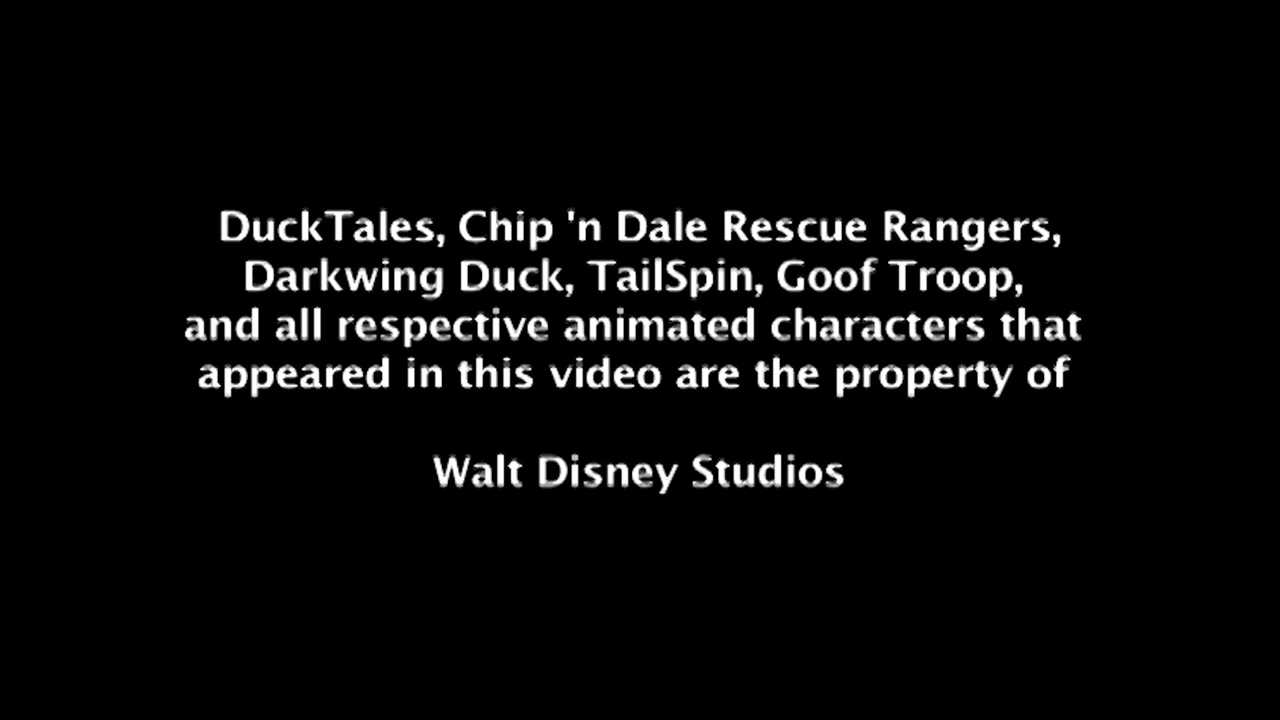 DuckTales, Chip 'n Dale Rescue Rangers,
Darkwing Duck, TailSpin, Goof Troop,
and all respective animated characters that
appeared in this video are the property of
Walt Disney Studios